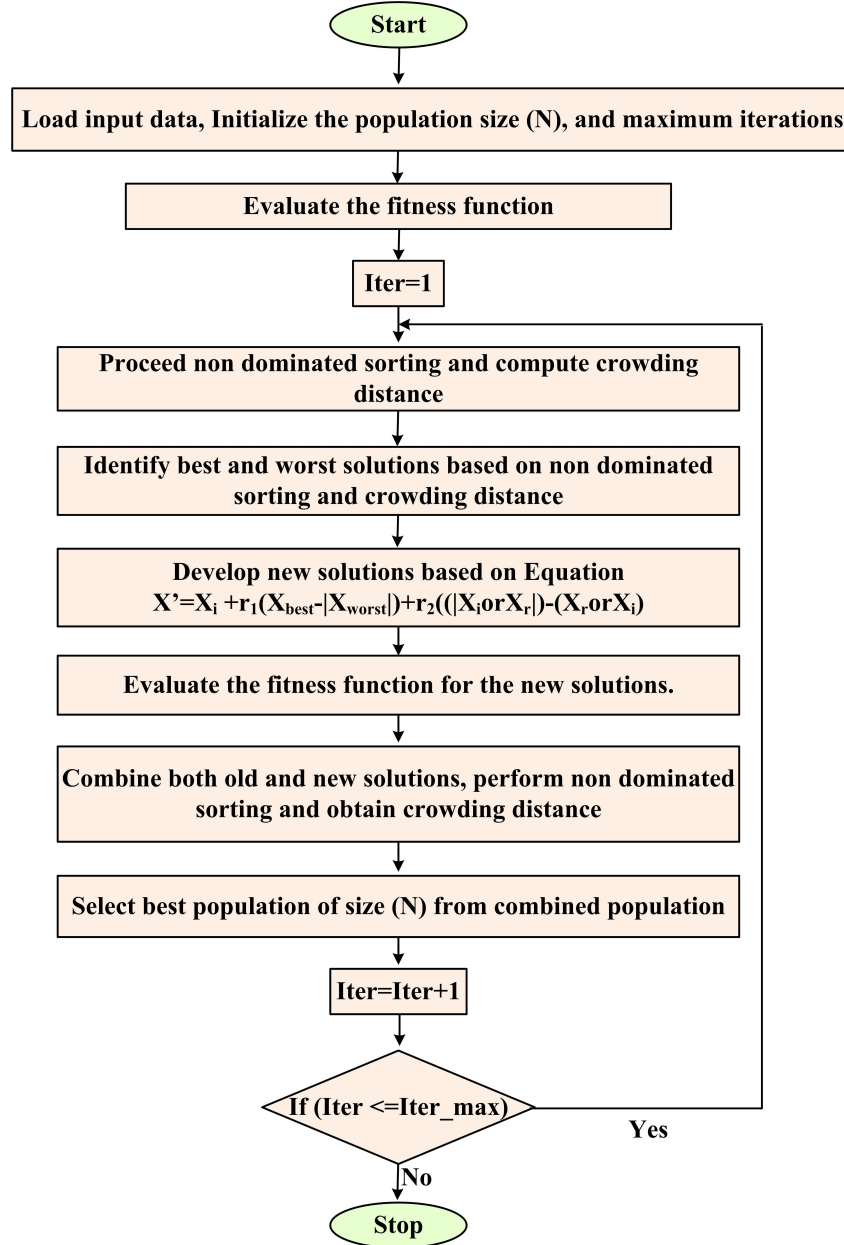 Start
Load input data, Initialize the population size (N), and maximum iterations
Evaluate the fitness function
Iter=1
Proceed non dominated sorting and compute crowding
distance
Identify best and worst solutions based on non dominated
sorting and crowding distance
Develop new solutions based on Equation
X’=Xᵢ +r₁(X_best-|X_worst|)+r₂((|XᵢorXᵣ|)-(XᵣorXᵢ)
Evaluate the fitness function for the new solutions.
Combine both old and new solutions, perform non dominated
sorting and obtain crowding distance
Select best population of size (N) from combined population
Iter=Iter+1
If (Iter <=Iter_max)
Yes
No
Stop